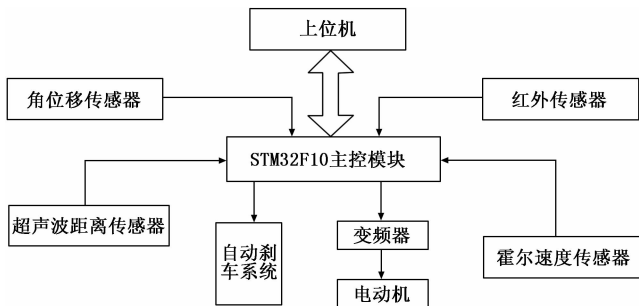 上位机
角位移传感器
红外传感器
STM32F10主控模块
超声波距离传感器
自动刹
车系统
变频器
霍尔速度传感器
电动机